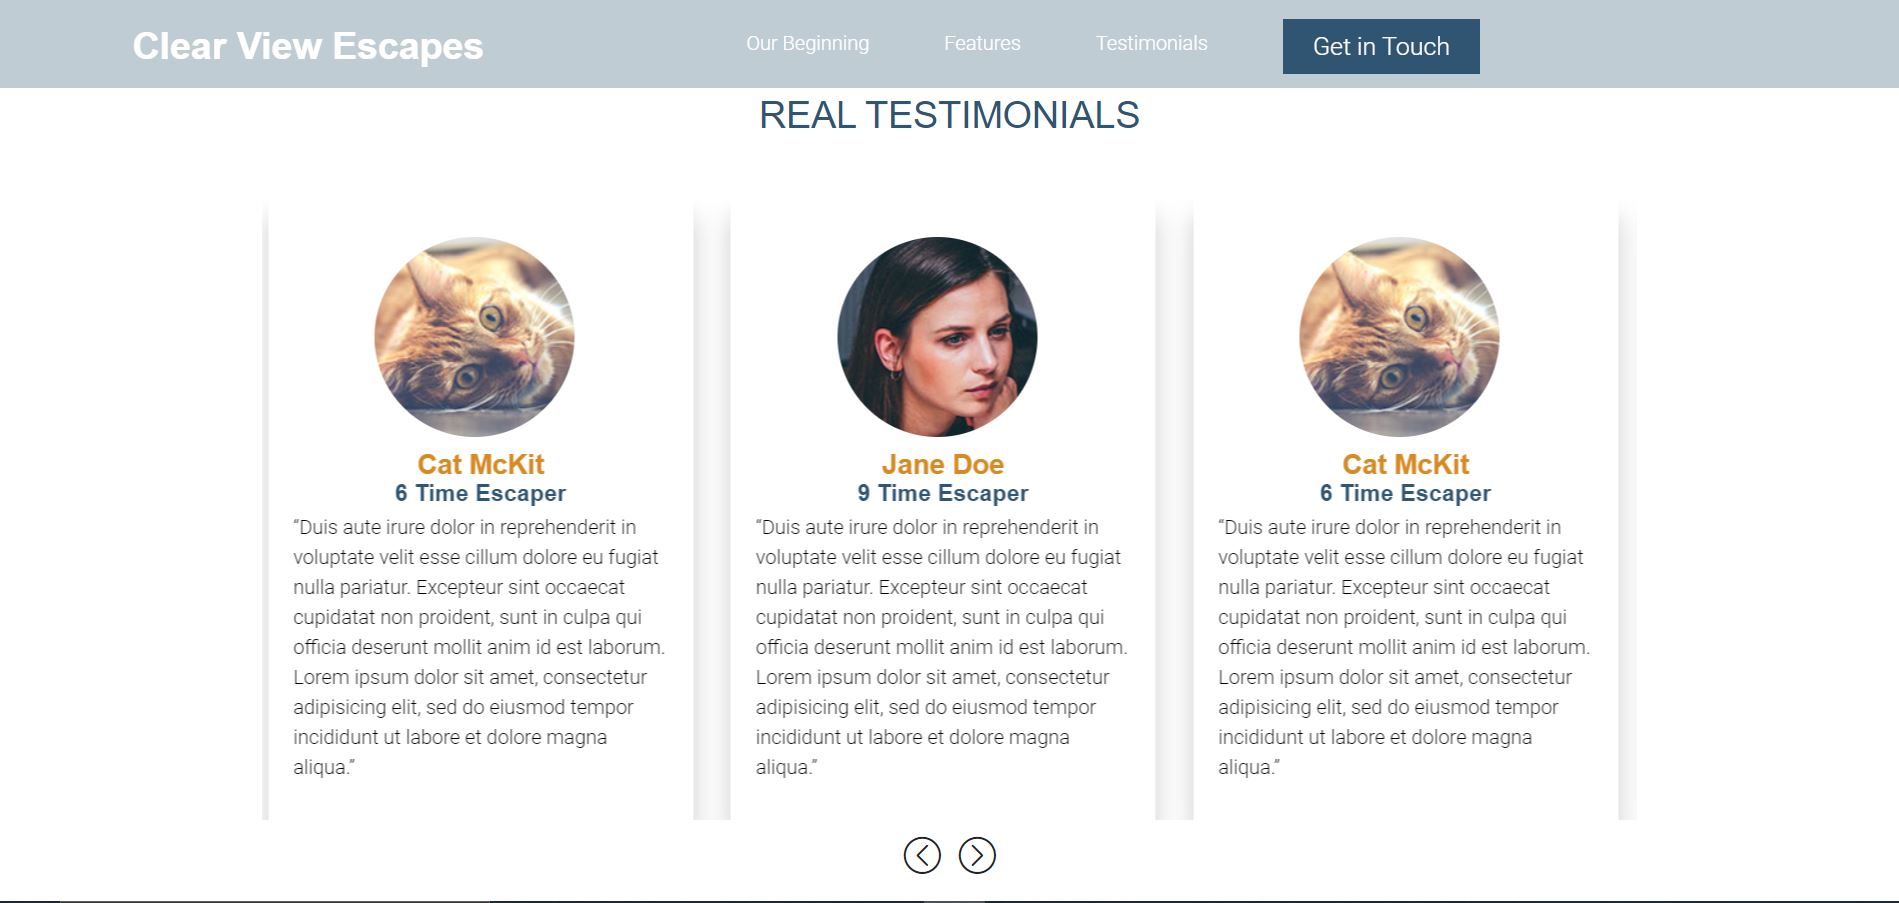 Clear View Escapes
Our Beginning
Features
Testimonials
Get in Touch
REAL TESTIMONIALS
Cat McKit
6 Time Escaper
“Duis aute irure dolor in reprehenderit in
voluptate velit esse cillum dolore eu fugiat
nulla pariatur. Excepteur sint occaecat
cupidatat non proident, sunt in culpa qui
officia deserunt mollit anim id est laborum.
Lorem ipsum dolor sit amet, consectetur
adipisicing elit, sed do eiusmod tempor
incididunt ut labore et dolore magna
aliqua.”
Jane Doe
9 Time Escaper
“Duis aute irure dolor in reprehenderit in
voluptate velit esse cillum dolore eu fugiat
nulla pariatur. Excepteur sint occaecat
cupidatat non proident, sunt in culpa qui
officia deserunt mollit anim id est laborum.
Lorem ipsum dolor sit amet, consectetur
adipisicing elit, sed do eiusmod tempor
incididunt ut labore et dolore magna
aliqua.”
Cat McKit
6 Time Escaper
“Duis aute irure dolor in reprehenderit in
voluptate velit esse cillum dolore eu fugiat
nulla pariatur. Excepteur sint occaecat
cupidatat non proident, sunt in culpa qui
officia deserunt mollit anim id est laborum.
Lorem ipsum dolor sit amet, consectetur
adipisicing elit, sed do eiusmod tempor
incididunt ut labore et dolore magna
aliqua.”